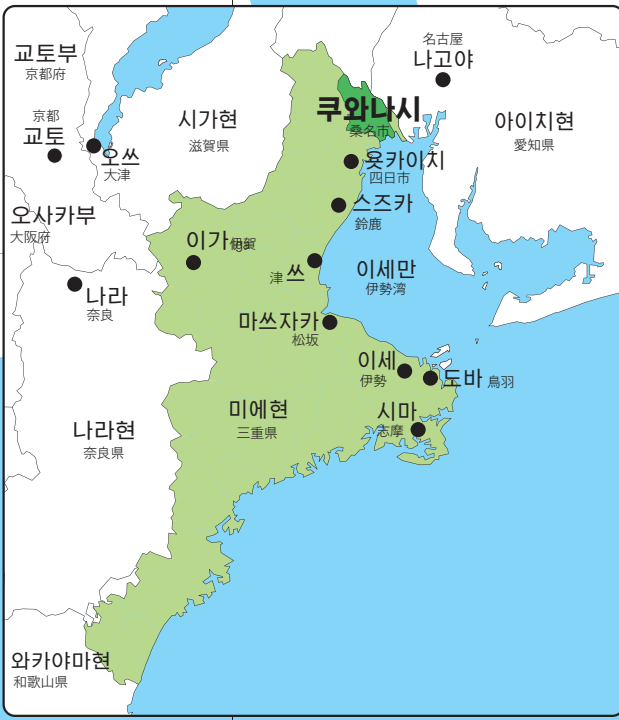 교토부
京都府
名古屋
나고야
쿠와나시
桑名市
京都
교토
시가현
滋賀県
아이치현
愛知県
오쓰
大津
욧카이치
四日市
스즈카
鈴鹿
오사카부
大阪府
이가 伊賀
津 쓰
이세만
伊勢湾
나라
奈良
마쓰자카
松坂
이세
伊勢
도바 鳥羽
미에현
三重県
시마
志摩
나라현
奈良県
와카야마현
和歌山県